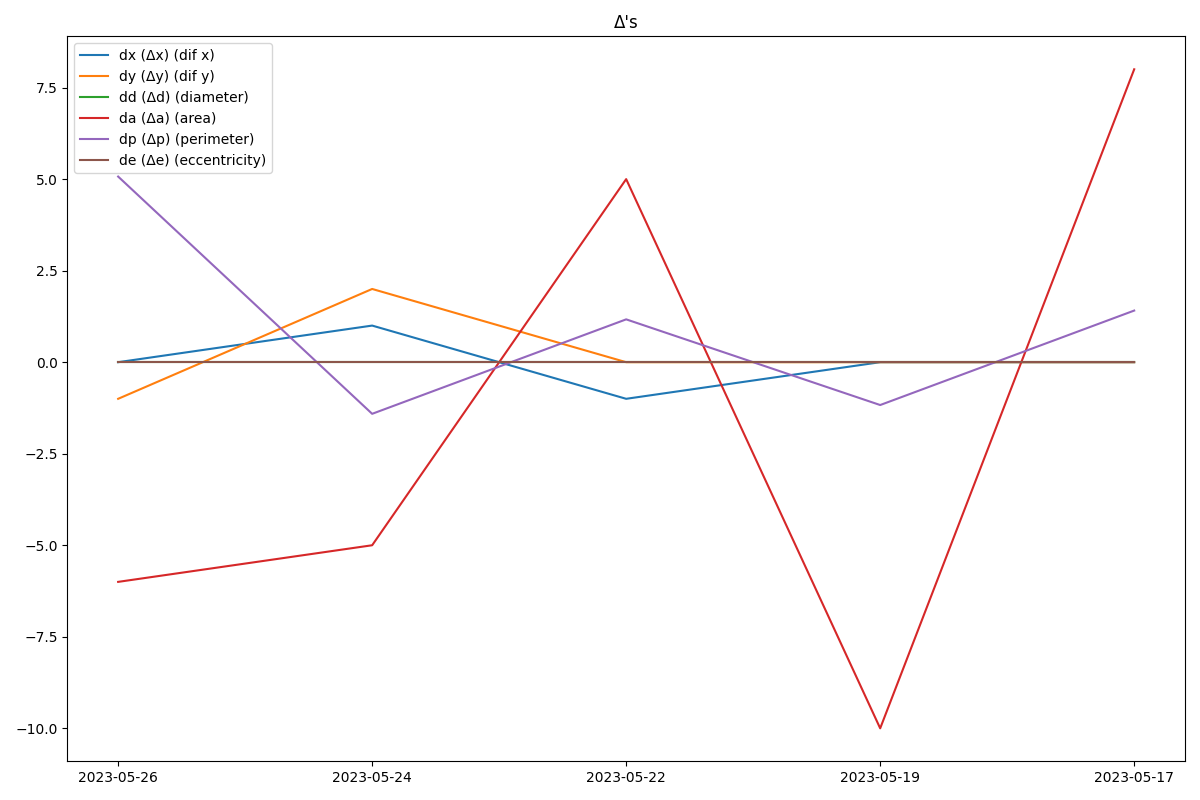 Δ's
dx (Δx) (dif x)
dy (Δy) (dif y)
dd (Δd) (diameter)
da (Δa) (area)
dp (Δp) (perimeter)
de (Δe) (eccentricity)
7.5
5.0
2.5
0.0
−2.5
−5.0
−7.5
−10.0
2023-05-26 2023-05-24 2023-05-22 2023-05-19 2023-05-17